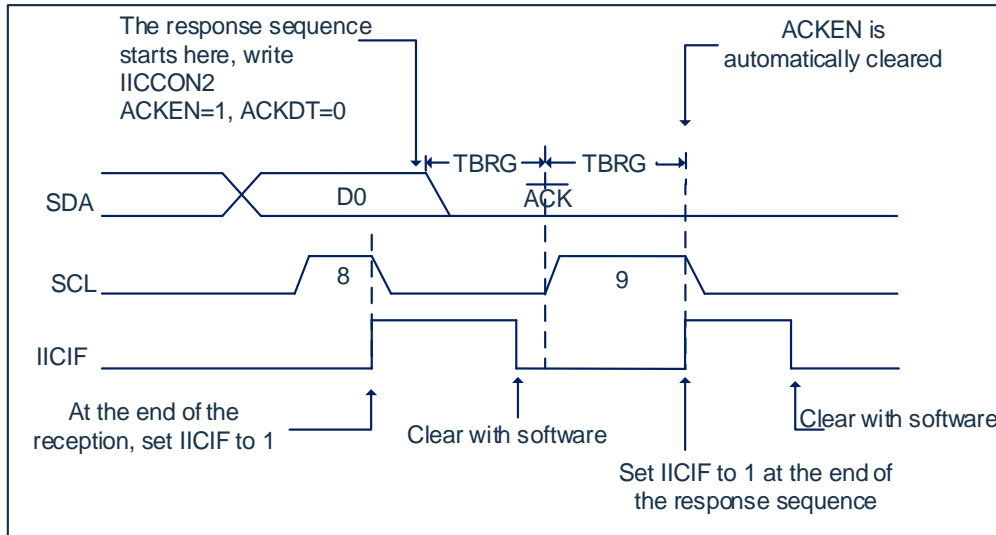 The response sequence
starts here, write
IICCON2
ACKEN=1, ACKDT=0
ACKEN is
automatically cleared
TBRG
TBRG
SDA
D0
ACK
SCL
8
9
IICIF
At the end of the
reception, set IICIF to 1
Clear with software
Clear with software
Set IICIF to 1 at the end of
the response sequence